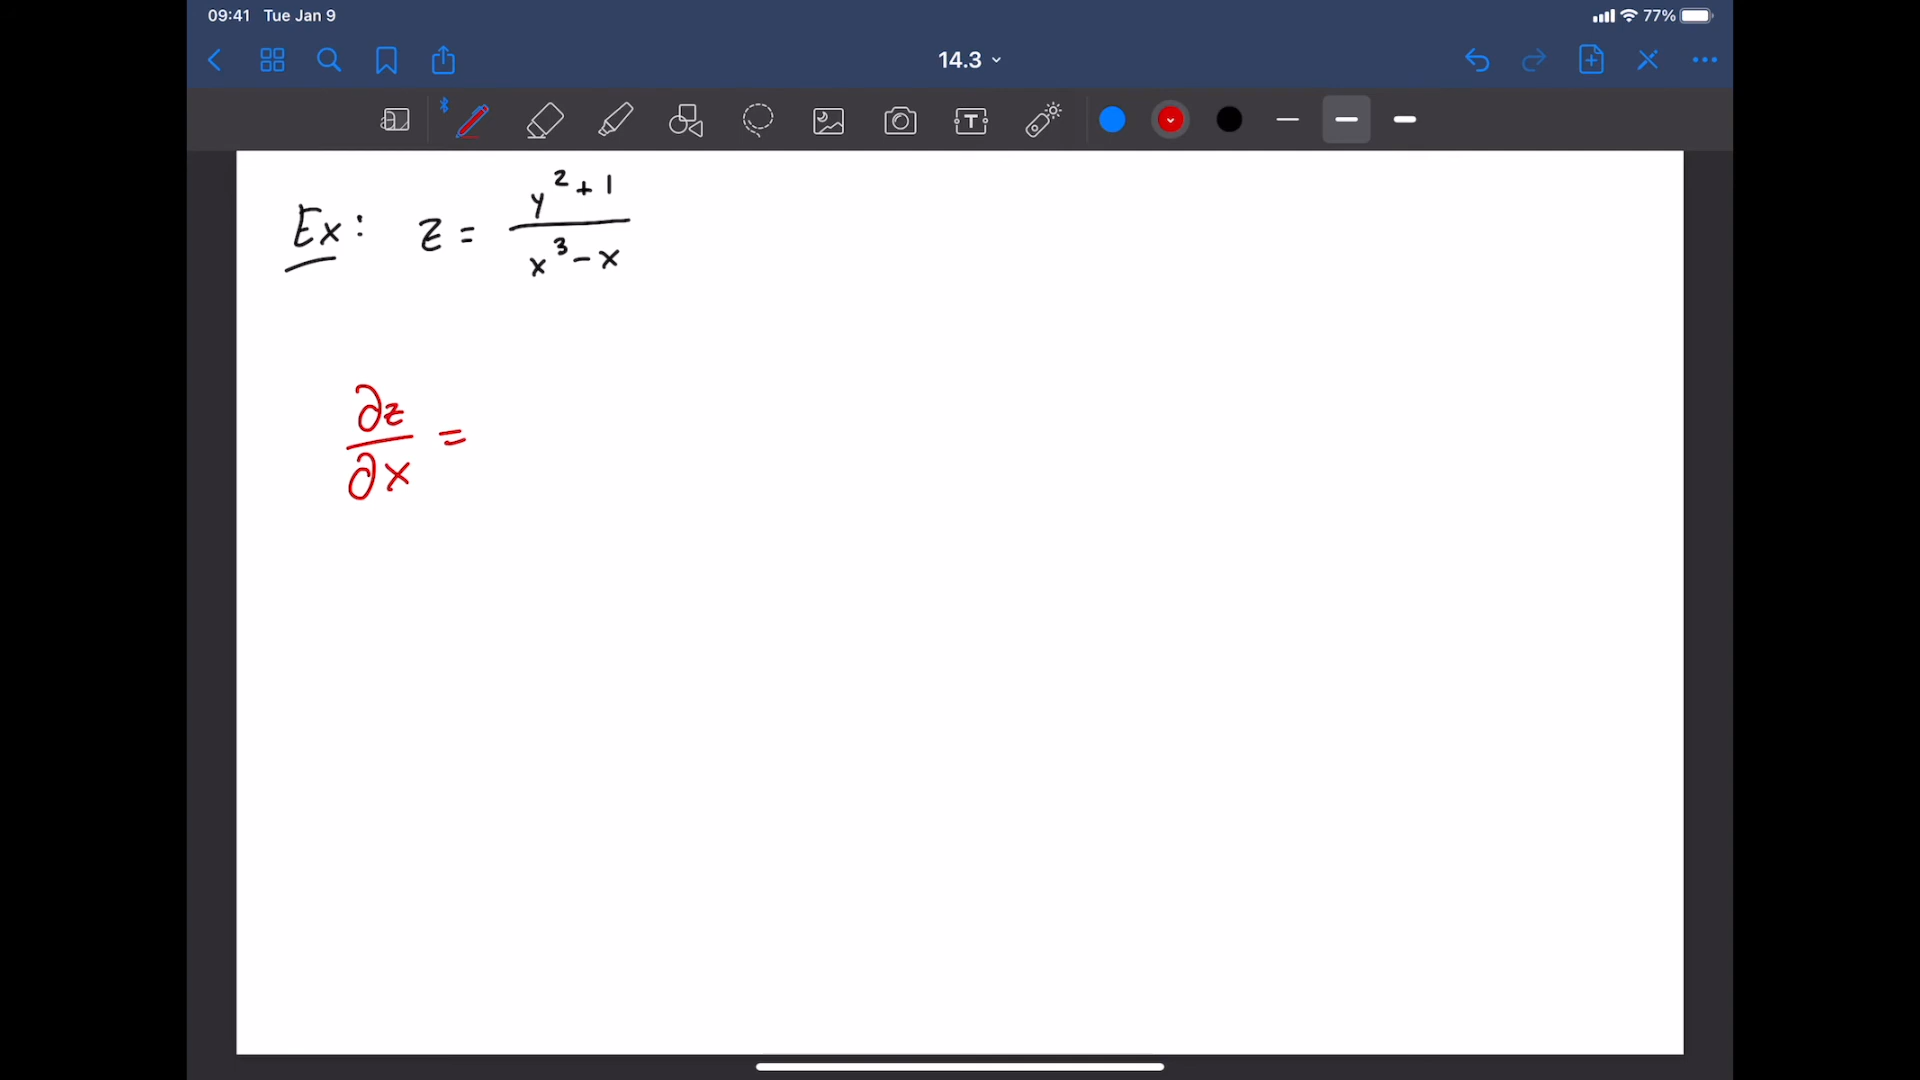 09:41 Tue Jan 9 77%
14.3
T
Ex: z = (y^2 + 1)/(x^3 - x)
∂z/∂x =